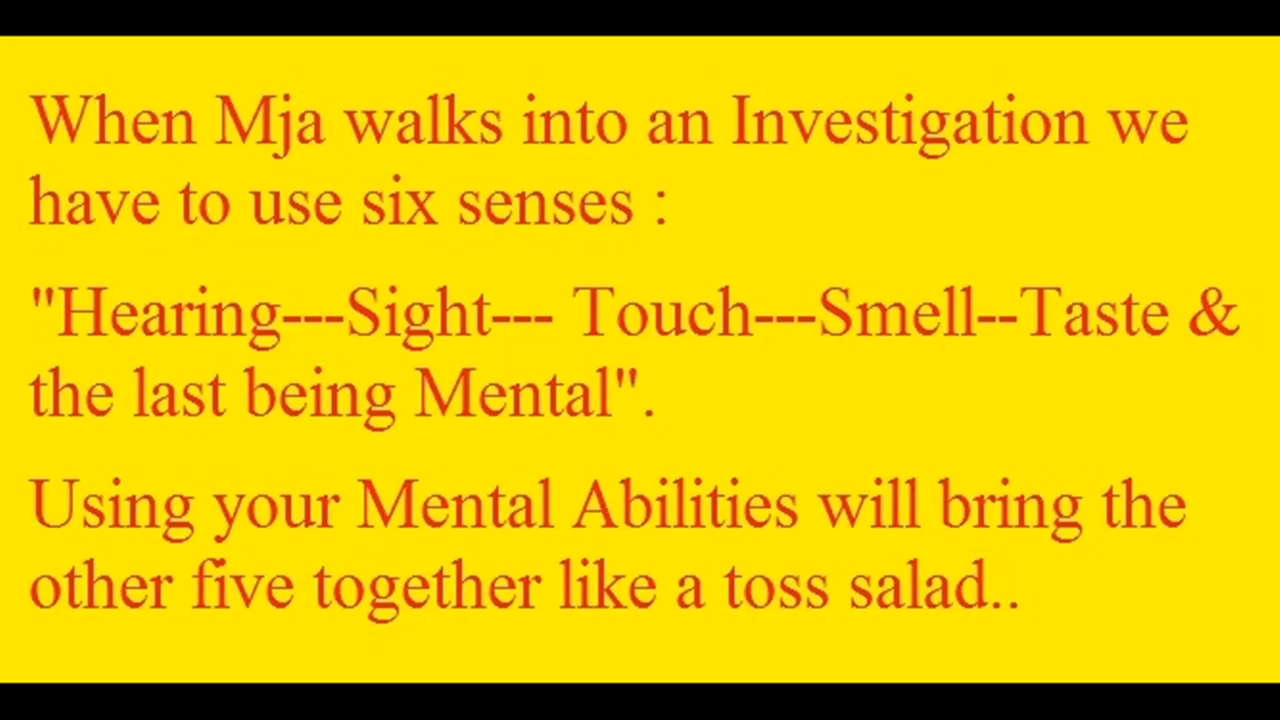 When Mja walks into an Investigation we
have to use six senses :
"Hearing---Sight--- Touch---Smell--Taste &
the last being Mental".
Using your Mental Abilities will bring the
other five together like a toss salad..